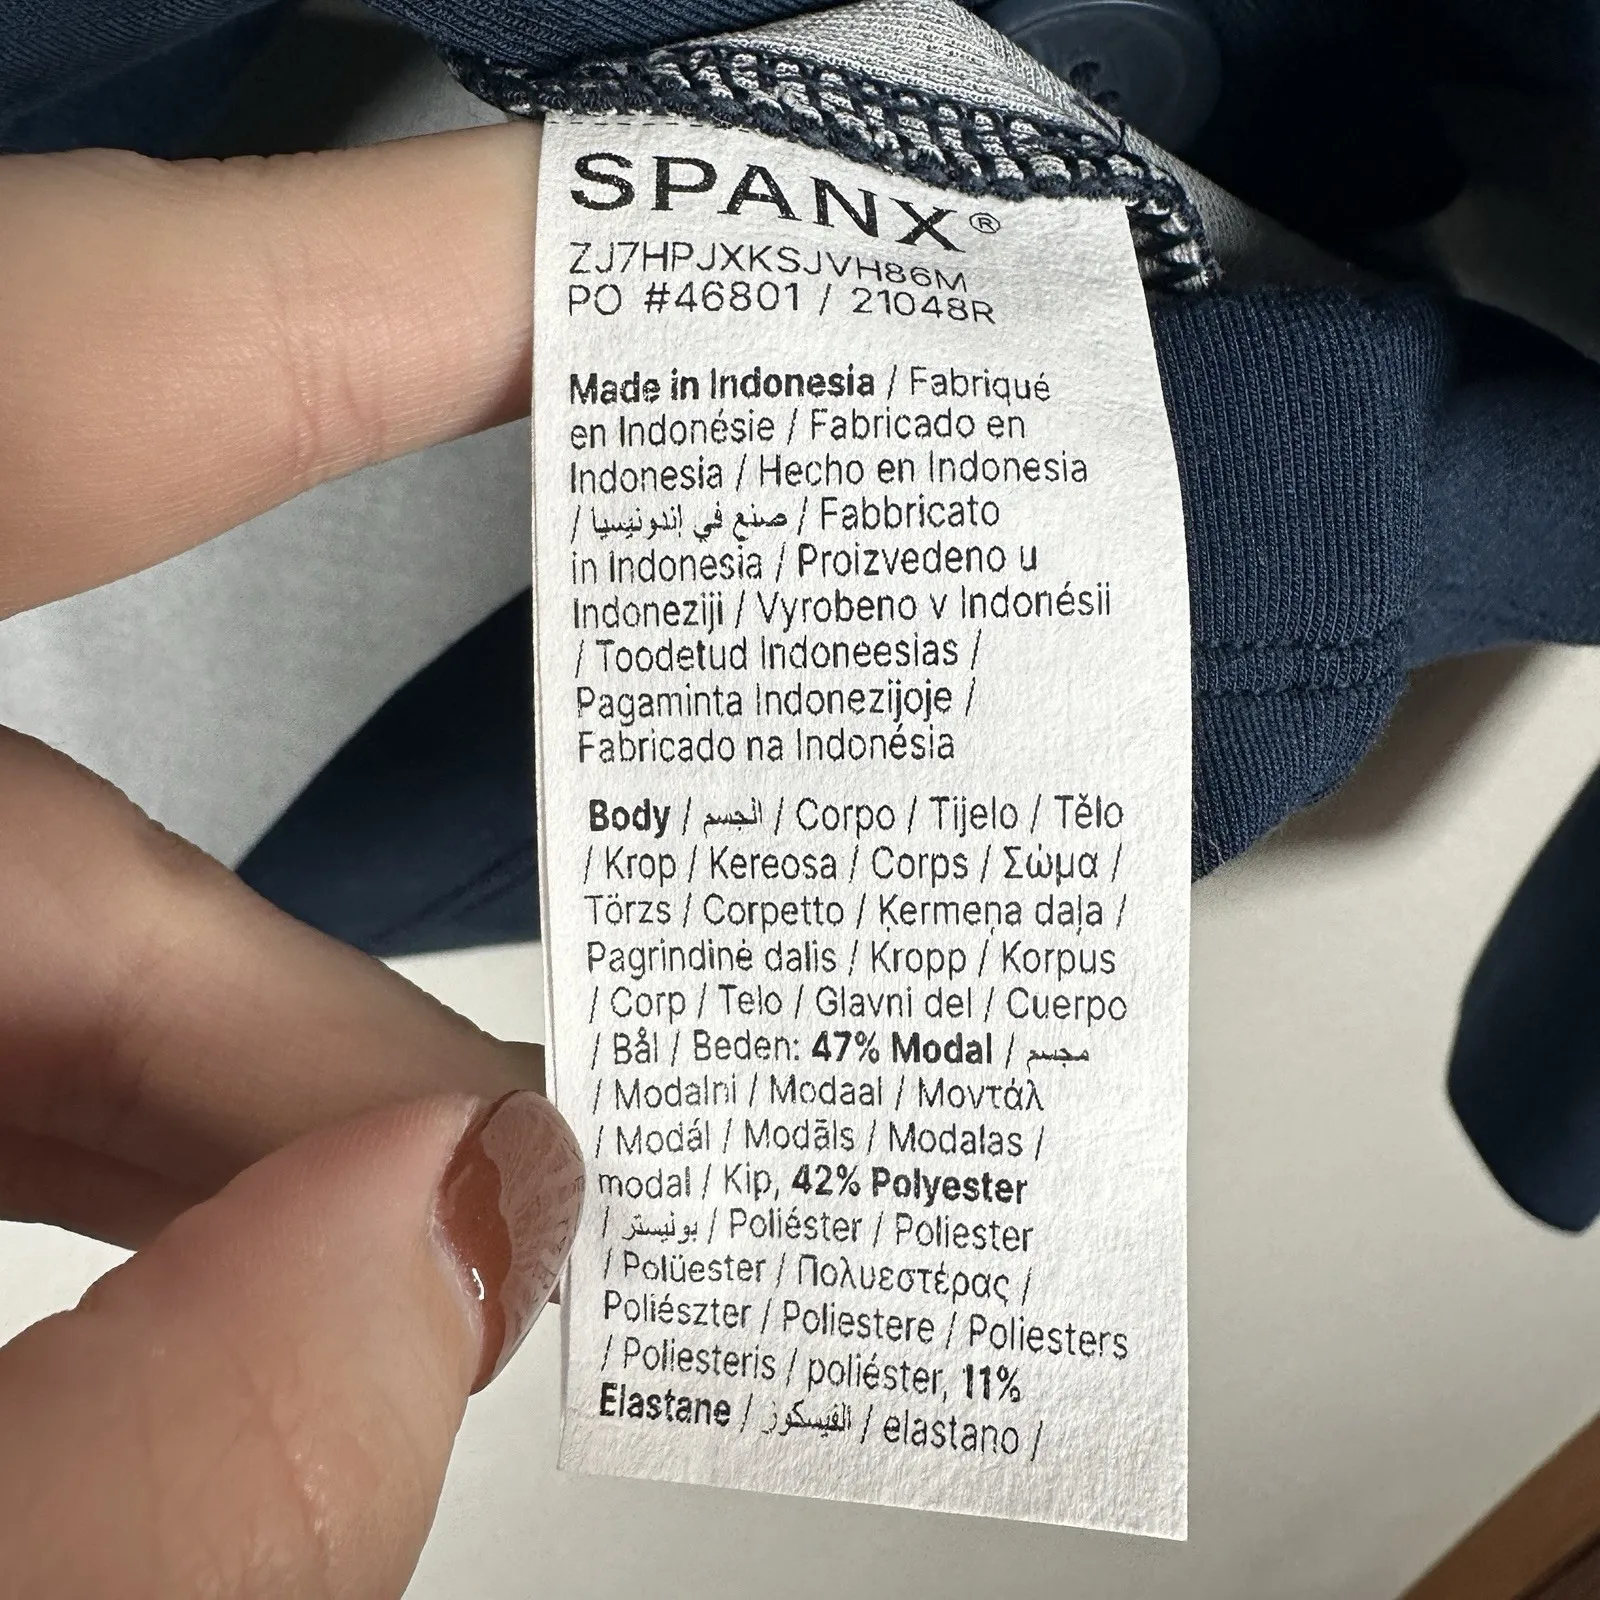 SPANX®
ZJ7HPJXKSJVH86M
PO #46801 / 21048R
Made in Indonesia / Fabriqué
en Indonésie / Fabricado en
Indonesia / Hecho en Indonesia
/ صنع في إندونيسيا / Fabbricato
in Indonesia / Proizvedeno u
Indoneziji / Vyrobeno v Indonésii
/ Toodetud Indoneesias /
Pagaminta Indonezijoje /
Fabricado na Indonésia
Body / الجسم / Corpo / Tijelo / Tělo
/ Krop / Kereosa / Corps / Σώμα /
Törzs / Corpetto / Ķermeņa daļa /
Pagrindinė dalis / Kropp / Korpus
/ Corp / Telo / Glavni del / Cuerpo
/ Bål / Beden: 47% Modal / مجسم
/ Modalni / Modaal / Μοντάλ
/ Modál / Modāls / Modalas /
modal / Kip, 42% Polyester
/ بوليستر / Poliéster / Poliester
/ Polüester / Πολυεστέρας /
Poliészter / Poliestere / Poliesters
/ Poliesteris / poliéster, 11%
Elastane / الفيسكوز / elastano /